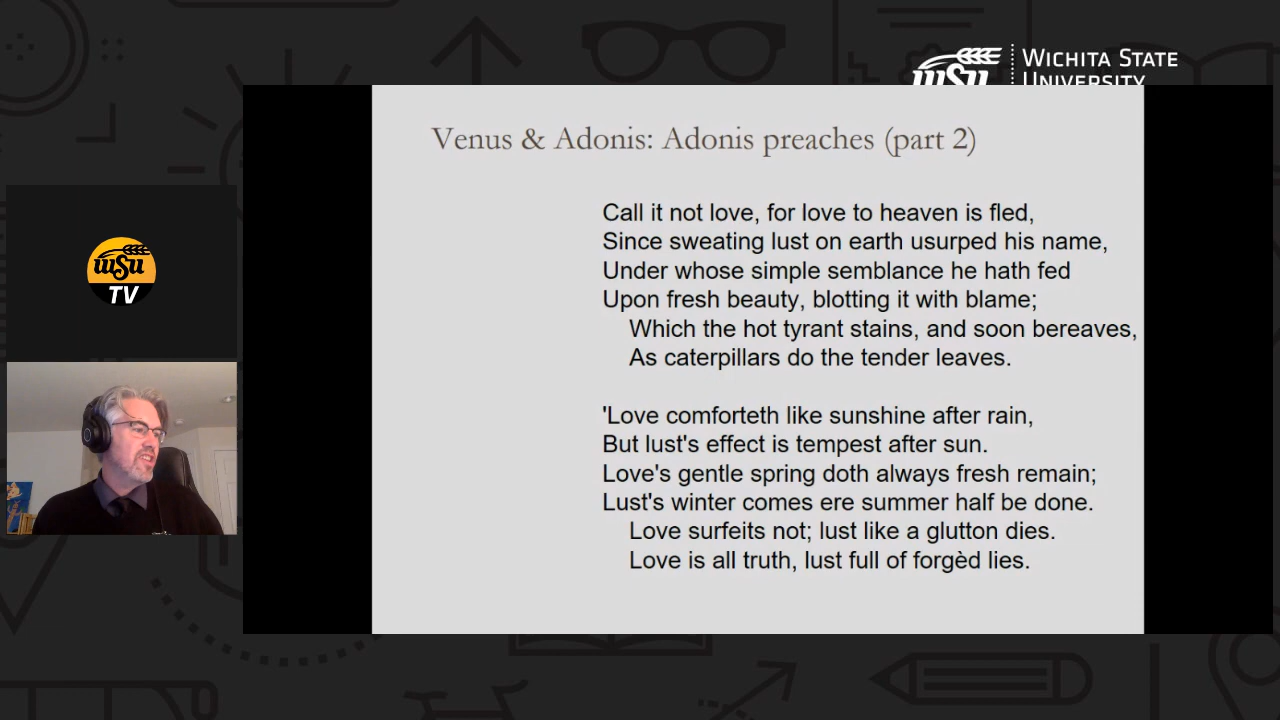 WSU
WICHITA STATE
UNIVERSITY
Venus & Adonis: Adonis preaches (part 2)
Call it not love, for love to heaven is fled,
Since sweating lust on earth usurped his name,
Under whose simple semblance he hath fed
Upon fresh beauty, blotting it with blame;
Which the hot tyrant stains, and soon bereaves,
As caterpillars do the tender leaves.
'Love comforteth like sunshine after rain,
But lust's effect is tempest after sun.
Love's gentle spring doth always fresh remain;
Lust's winter comes ere summer half be done.
Love surfeits not; lust like a glutton dies.
Love is all truth, lust full of forgèd lies.
wsu
TV